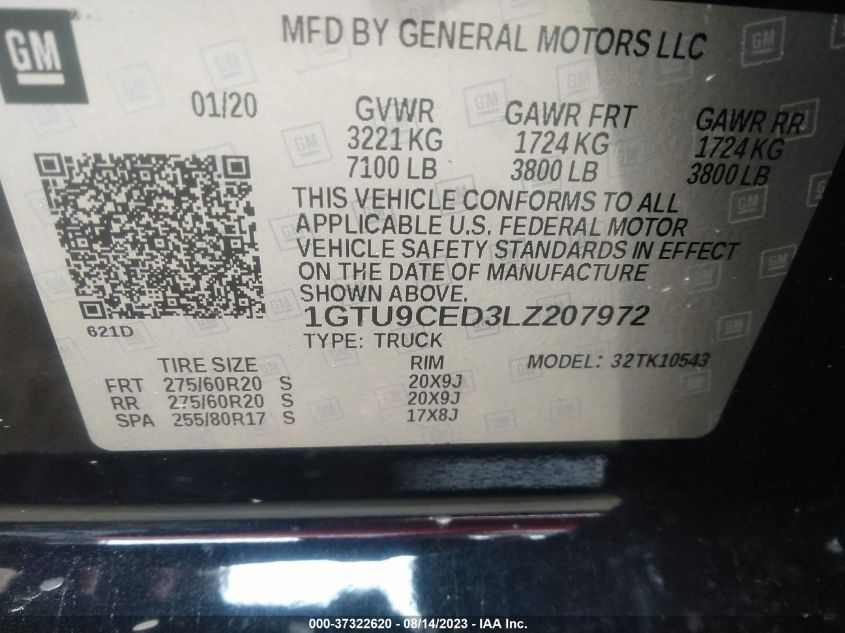 GM
MFD BY GENERAL MOTORS LLC
01/20 GVWR GAWR FRT GAWR RR
3221 KG 1724 KG 1724 KG
7100 LB 3800 LB 3800 LB
THIS VEHICLE CONFORMS TO ALL
APPLICABLE U.S. FEDERAL MOTOR
VEHICLE SAFETY STANDARDS IN EFFECT
ON THE DATE OF MANUFACTURE
SHOWN ABOVE.
621D
1GTU9CED3LZ207972
TYPE: TRUCK
TIRE SIZE RIM MODEL: 32TK10543
FRT 275/60R20 S 20X9J
RR 275/60R20 S 20X9J
SPA 255/80R17 S 17X8J
000-37322620 - 08/14/2023 - IAA Inc.